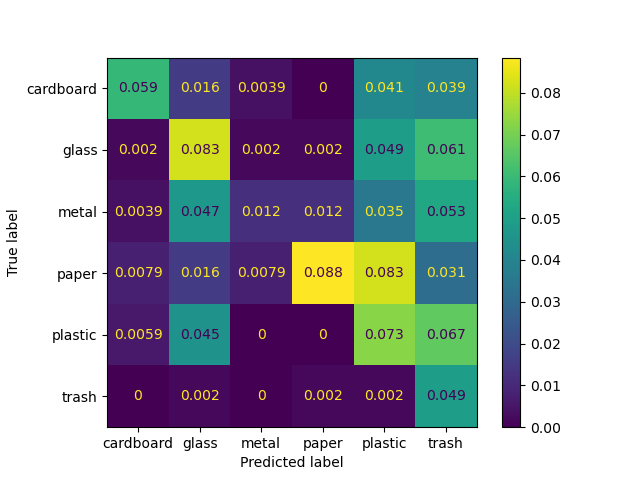 cardboard 0.059 0.016 0.0039 0 0.041 0.039
glass 0.002 0.083 0.002 0.002 0.049 0.061
metal 0.0039 0.047 0.012 0.012 0.035 0.053
paper 0.0079 0.016 0.0079 0.088 0.083 0.031
plastic 0.0059 0.045 0 0 0.073 0.067
trash 0 0.002 0 0.002 0.002 0.049
cardboard glass metal paper plastic trash
Predicted label
True label
0.08
0.07
0.06
0.05
0.04
0.03
0.02
0.01
0.00